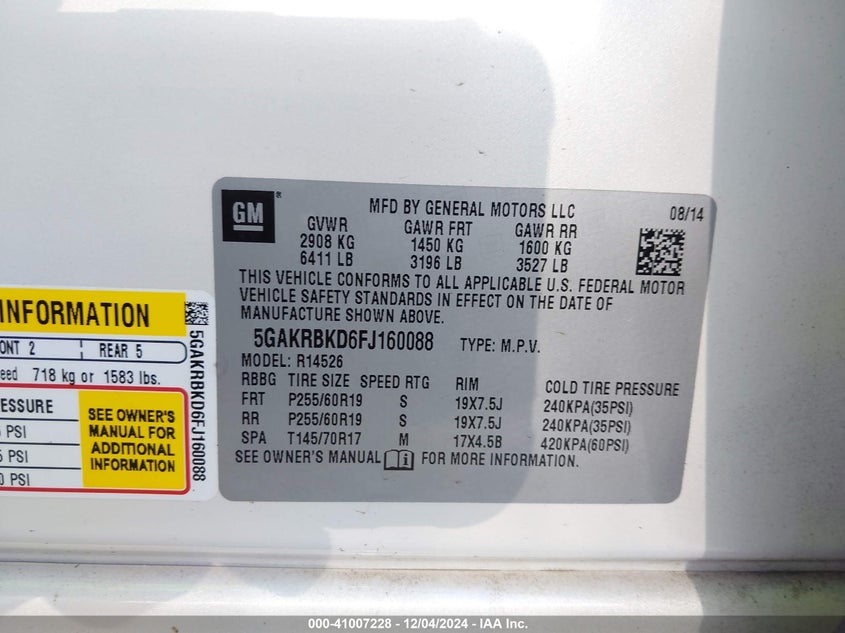 GM
®
MFD BY GENERAL MOTORS LLC 08/14
GVWR GAWR FRT GAWR RR
2908 KG 1450 KG 1600 KG
6411 LB 3196 LB 3527 LB
THIS VEHICLE CONFORMS TO ALL APPLICABLE U.S. FEDERAL MOTOR
VEHICLE SAFETY STANDARDS IN EFFECT ON THE DATE OF
MANUFACTURE SHOWN ABOVE.
5GAKRBKD6FJ160088 TYPE: M.P.V.
MODEL: R14526
RBBG TIRE SIZE SPEED RTG RIM COLD TIRE PRESSURE
FRT P255/60R19 S 19X7.5J 240KPA(35PSI)
RR P255/60R19 S 19X7.5J 240KPA(35PSI)
SPA T145/70R17 M 17X4.5B 420KPA(60PSI)
SEE OWNER'S MANUAL i FOR MORE INFORMATION.
INFORMATION
ONT 2 REAR 5
eed 718 kg or 1583 lbs.
ESSURE
PSI
5 PSI
0 PSI
SEE OWNER'S
MANUAL FOR
ADDITIONAL
INFORMATION
5GAKRBKD6FJ160088
000-41007228 - 12/04/2024 - IAA Inc.